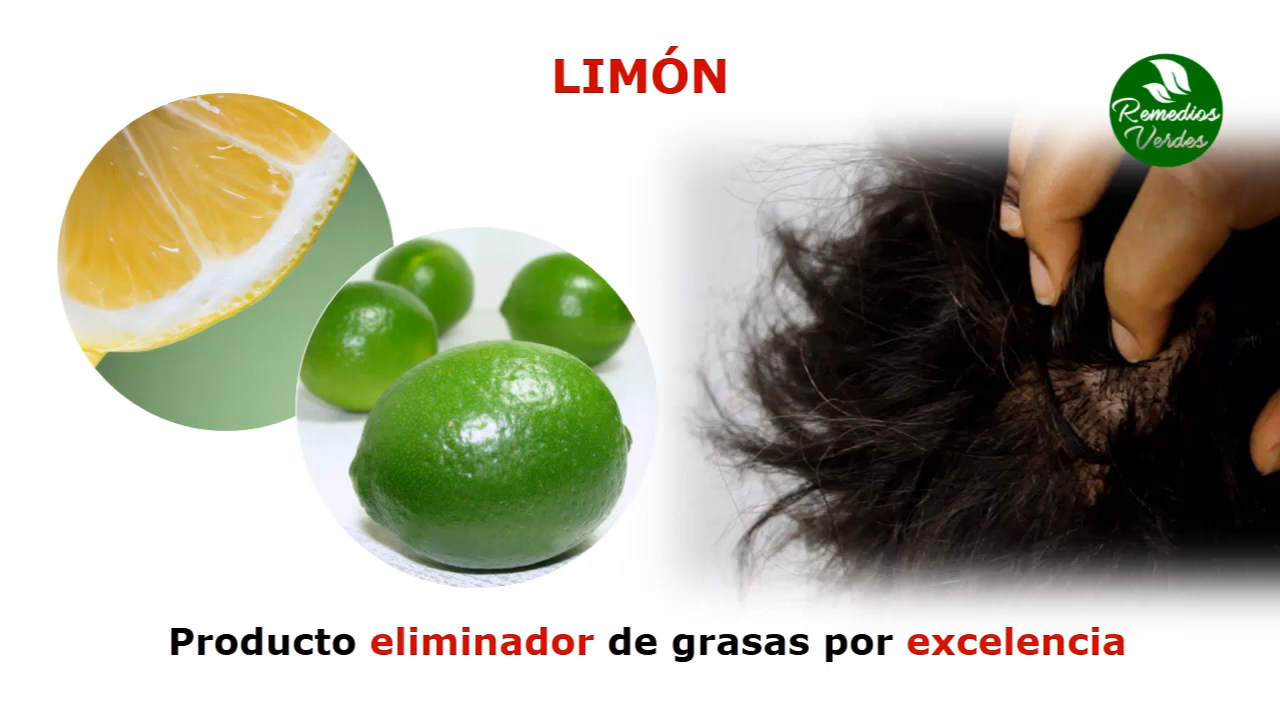 LIMÓN
Remedios
Verdes
Producto eliminador de grasas por excelencia